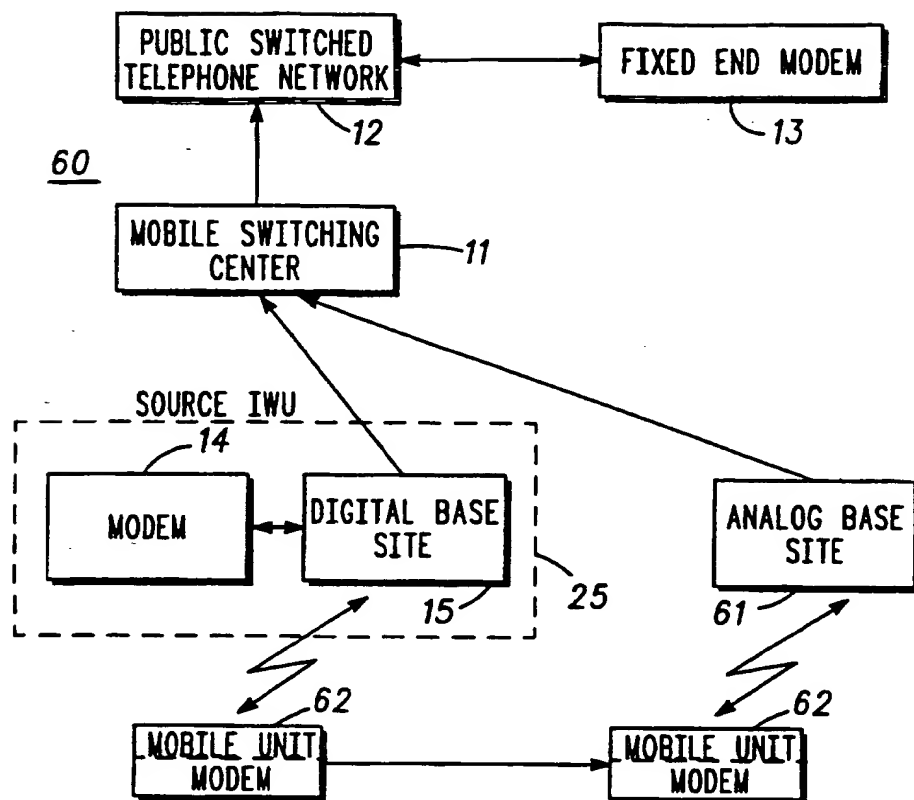 PUBLIC SWITCHED
TELEPHONE NETWORK
12
FIXED END MODEM
13
60
MOBILE SWITCHING
CENTER
11
SOURCE IWU
14
MODEM
DIGITAL BASE
SITE
15
25
ANALOG BASE
SITE
61
62
MOBILE UNIT
MODEM
62
MOBILE UNIT
MODEM